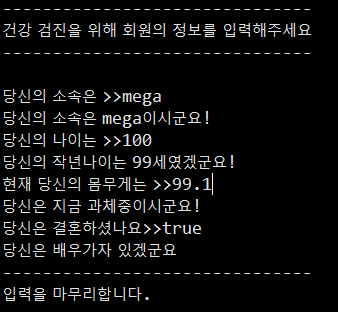 ---------------------------------
건강 검진을 위해 회원의 정보를 입력해주세요
---------------------------------
당신의 소속은 >>mega
당신의 소속은 mega이시군요!
당신의 나이는 >>100
당신의 작년나이는 99세였겠군요!
현재 당신의 몸무게는 >>99.1
당신은 지금 과체중이시군요!
당신은 결혼하셨나요>>true
당신은 배우가자 있겠군요
---------------------------------
입력을 마무리합니다.